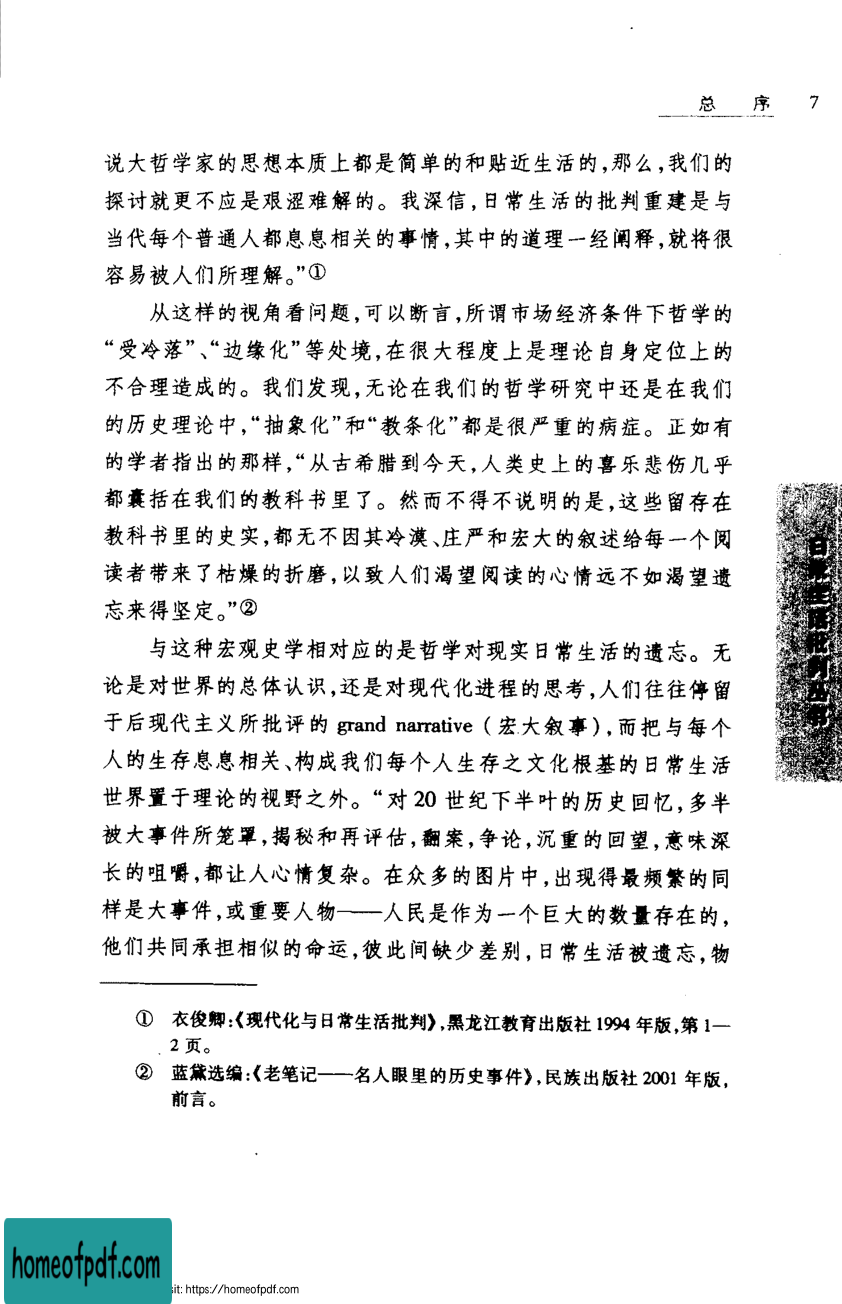 总 序 7
说大哲学家的思想本质上都是简单的和贴近生活的,那么,我们的
探讨就更不应是艰涩难解的。我深信,日常生活的批判重建是与
当代每个普通人都息息相关的事情,其中的道理一经阐释,就将很
容易被人们所理解。”①
从这样的视角看问题,可以断言,所谓市场经济条件下哲学的
“受冷落”、“边缘化”等处境,在很大程度上是理论自身定位上的
不合理造成的。我们发现,无论在我们的哲学研究中还是在我们
的历史理论中,“抽象化”和“教条化”都是很严重的病症。正如有
的学者指出的那样,“从古希腊到今天,人类史上的喜乐悲伤几乎
都囊括在我们的教科书里了。然而不得不说明的是,这些留存在
教科书里的史实,都无不因其冷漠、庄严和宏大的叙述给每一个阅
读者带来了枯燥的折磨,以致人们渴望阅读的心情远不如渴望遗
忘来得坚定。”②
与这种宏观史学相对应的是哲学对现实日常生活的遗忘。无
论是对世界的总体认识,还是对现代化进程的思考,人们往往停留
于后现代主义所批评的 grand narrative（宏大叙事）,而把与每个
人的生存息息相关、构成我们每个人生存之文化根基的日常生活
世界置于理论的视野之外。“对 20 世纪下半叶的历史回忆,多半
被大事件所笼罩,揭秘和再评估,翻案,争论,沉重的回望,意味深
长的咀嚼,都让人心情复杂。在众多的图片中,出现得最频繁的同
样是大事件,或重要人物——人民是作为一个巨大的数量存在的,
他们共同承担相似的命运,彼此间缺少差别,日常生活被遗忘,物
日常生活批判丛书
① 衣俊卿:《现代化与日常生活批判》,黑龙江教育出版社 1994 年版,第 1—
2 页。
② 蓝黛选编:《老笔记——名人眼里的历史事件》,民族出版社 2001 年版,
前言。
homeofpdf.com
sit: https://homeofpdf.com